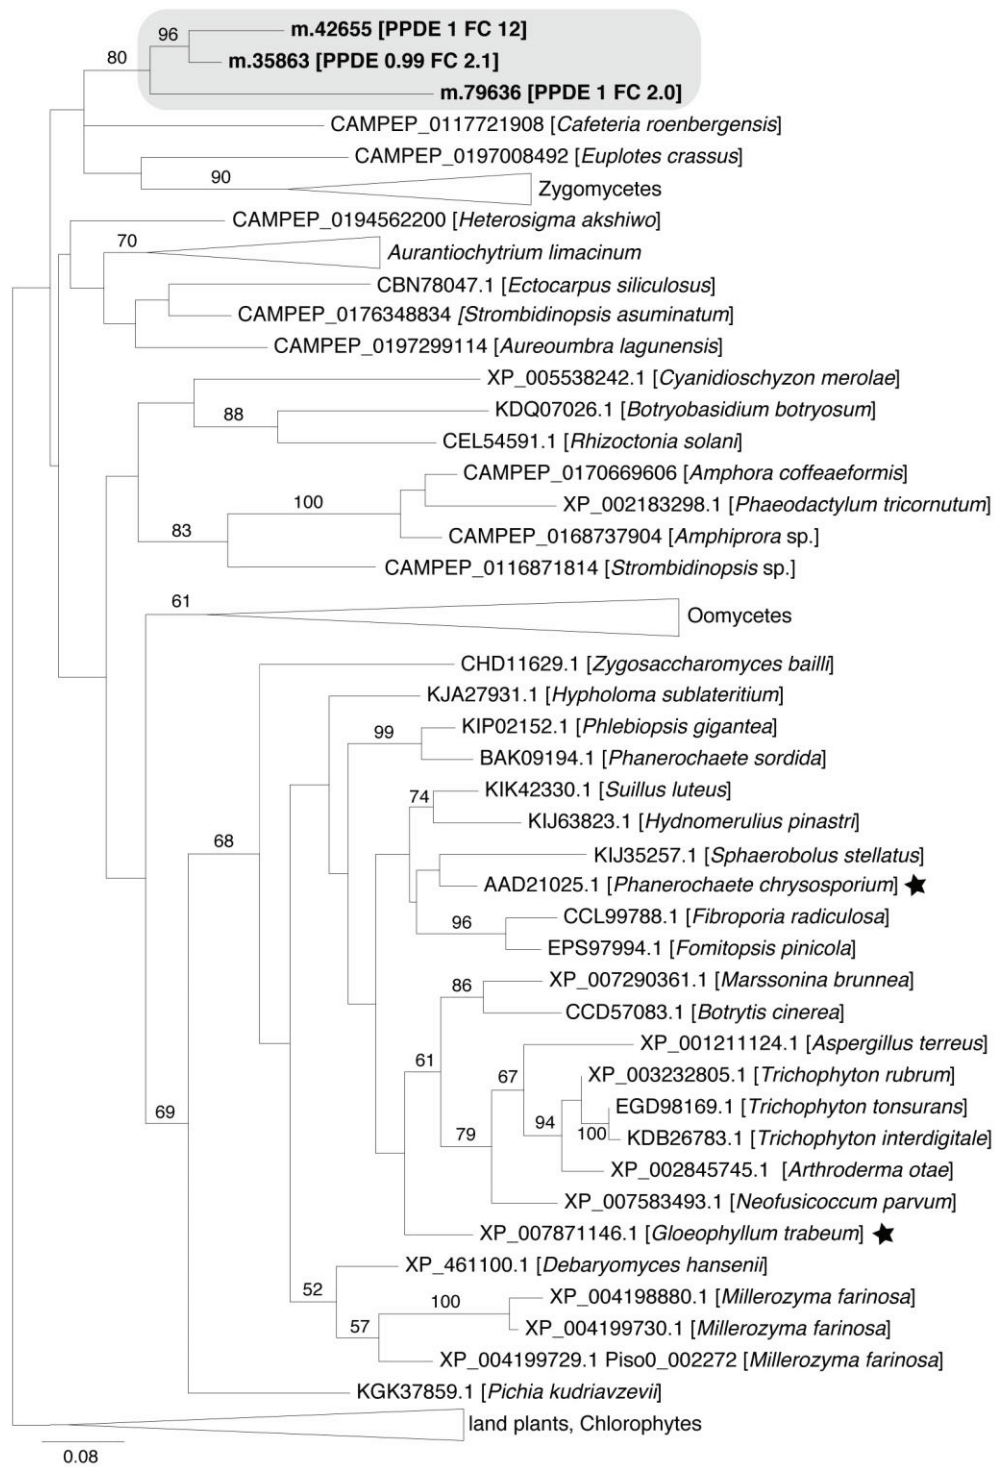 96
m.42655 [PPDE 1 FC 12]
80
m.35863 [PPDE 0.99 FC 2.1]
m.79636 [PPDE 1 FC 2.0]
CAMPEP_0117721908 [Cafeteria roenbergensis]
CAMPEP_0197008492 [Euplotes crassus]
90
Zygomycetes
CAMPEP_0194562200 [Heterosigma akshiwo]
70
Aurantiochytrium limacinum
CBN78047.1 [Ectocarpus siliculosus]
CAMPEP_0176348834 [Strombidinopsis asuminatum]
CAMPEP_0197299114 [Aureoumbra lagunensis]
XP_005538242.1 [Cyanidioschyzon merolae]
88
KDQ07026.1 [Botryobasidium botryosum]
CEL54591.1 [Rhizoctonia solani]
CAMPEP_0170669606 [Amphora coffeaeformis]
100
XP_002183298.1 [Phaeodactylum tricornutum]
83
CAMPEP_0168737904 [Amphiprora sp.]
CAMPEP_0116871814 [Strombidinopsis sp.]
61
Oomycetes
CHD11629.1 [Zygosaccharomyces bailli]
KJA27931.1 [Hypholoma sublateritium]
99
KIP02152.1 [Phlebiopsis gigantea]
BAK09194.1 [Phanerochaete sordida]
74
KIK42330.1 [Suillus luteus]
KIJ63823.1 [Hydnomerulius pinastri]
68
KIJ35257.1 [Sphaerobolus stellatus]
AAD21025.1 [Phanerochaete chrysosporium]
96
CCL99788.1 [Fibroporia radiculosa]
EPS97994.1 [Fomitopsis pinicola]
86
XP_007290361.1 [Marssonina brunnea]
CCD57083.1 [Botrytis cinerea]
61
XP_001211124.1 [Aspergillus terreus]
67
XP_003232805.1 [Trichophyton rubrum]
69
EGD98169.1 [Trichophyton tonsurans]
79
94
100
KDB26783.1 [Trichophyton interdigitale]
XP_002845745.1 [Arthroderma otae]
XP_007583493.1 [Neofusicoccum parvum]
XP_007871146.1 [Gloeophyllum trabeum]
XP_461100.1 [Debaryomyces hansenii]
52
100
XP_004198880.1 [Millerozyma farinosa]
57
XP_004199730.1 [Millerozyma farinosa]
XP_004199729.1 Piso0_002272 [Millerozyma farinosa]
KGK37859.1 [Pichia kudriavzevii]
land plants, Chlorophytes
0.08